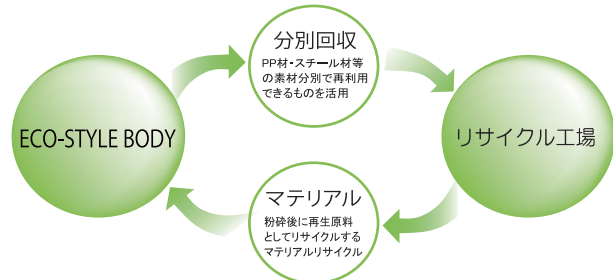 分別回収
PP材・スチール材等
の素材分別で再利用
できるものを活用
ECO-STYLE BODY
リサイクル工場
マテリアル
粉砕後に再生原料
としてリサイクルする
マテリアルリサイクル